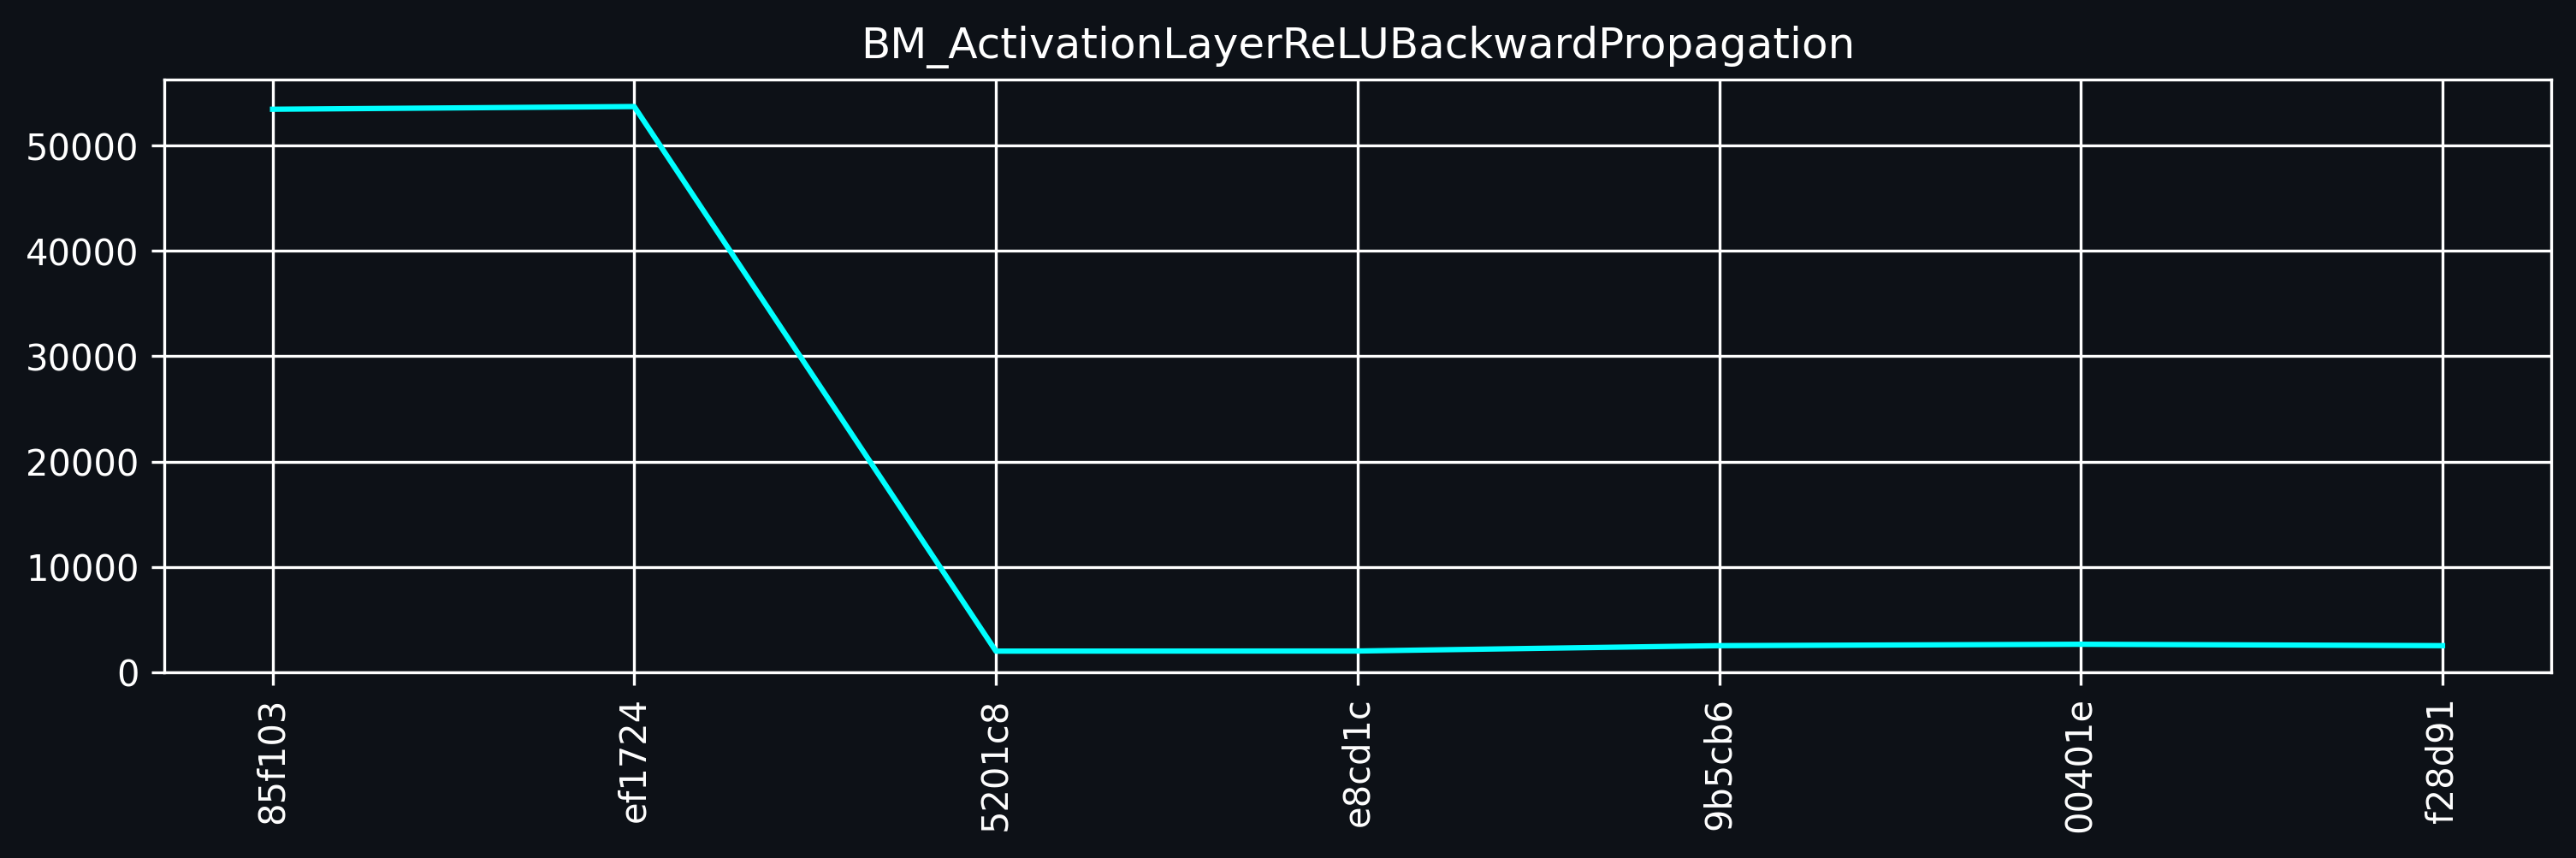 BM_ActivationLayerReLUBackwardPropagation
50000
40000
30000
20000
10000
0
85f103
ef1724
5201c8
e8cd1c
9b5cb6
00401e
f28d91